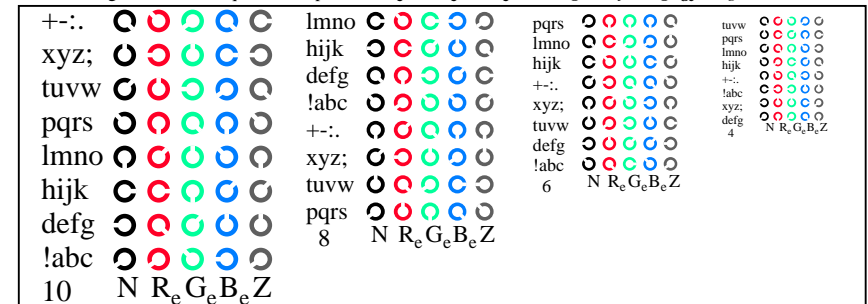 +-:.
xyz;
tuvw
pqrs
lmno
hijk
defg
!abc
10 N Re Ge Be Z
lmno
hijk
defg
!abc
+-:.
xyz;
tuvw
pqrs
8 N Re Ge Be Z
pqrs
lmno
hijk
+-:.
xyz;
tuvw
defg
!abc
6 N Re Ge Be Z
tuvw
pqrs
lmno
hijk
+-:.
!abc
xyz;
defg
4 N Re Ge Be Z